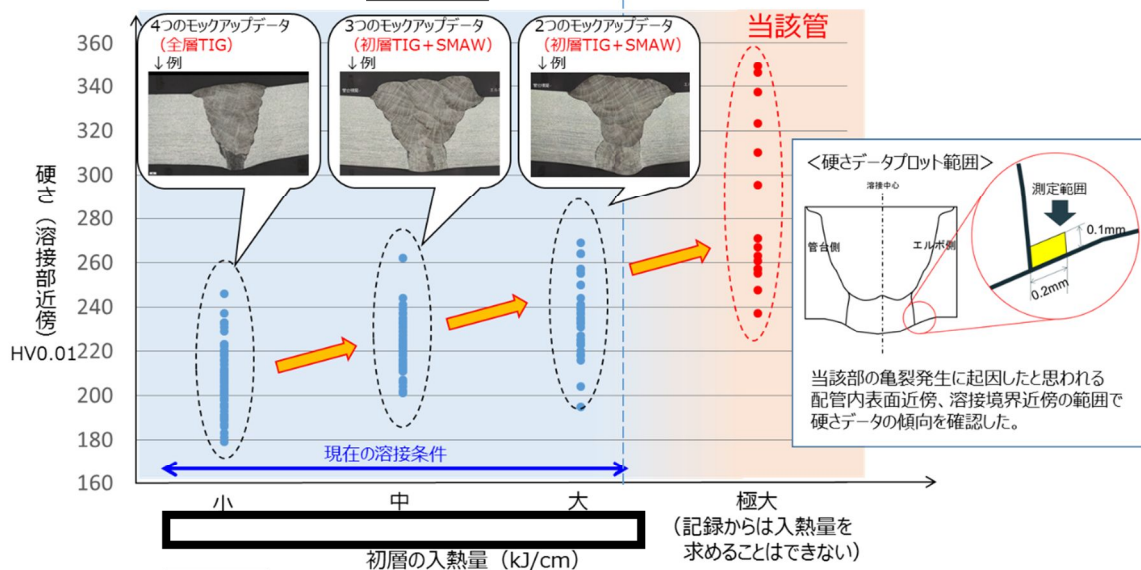 4つのモックアップデータ
(全層TIG)
↓例
3つのモックアップデータ
(初層TIG+SMAW)
↓例
2つのモックアップデータ
(初層TIG+SMAW)
↓例
当該管
360
340
320
300
280
260
240
220
200
180
160
硬さ(溶接部近傍)
HV0.01
現在の溶接条件
小
中
大
極大
(記録からは入熱量を
求めることはできない)
初層の入熱量(kJ/cm)
<硬さデータプロット範囲>
溶接中心
管台側
エルボ側
測定範囲
0.1mm
0.2mm
当該部の亀裂発生に起因したと思われる
配管内表面近傍、溶接境界近傍の範囲で
硬さデータの傾向を確認した。